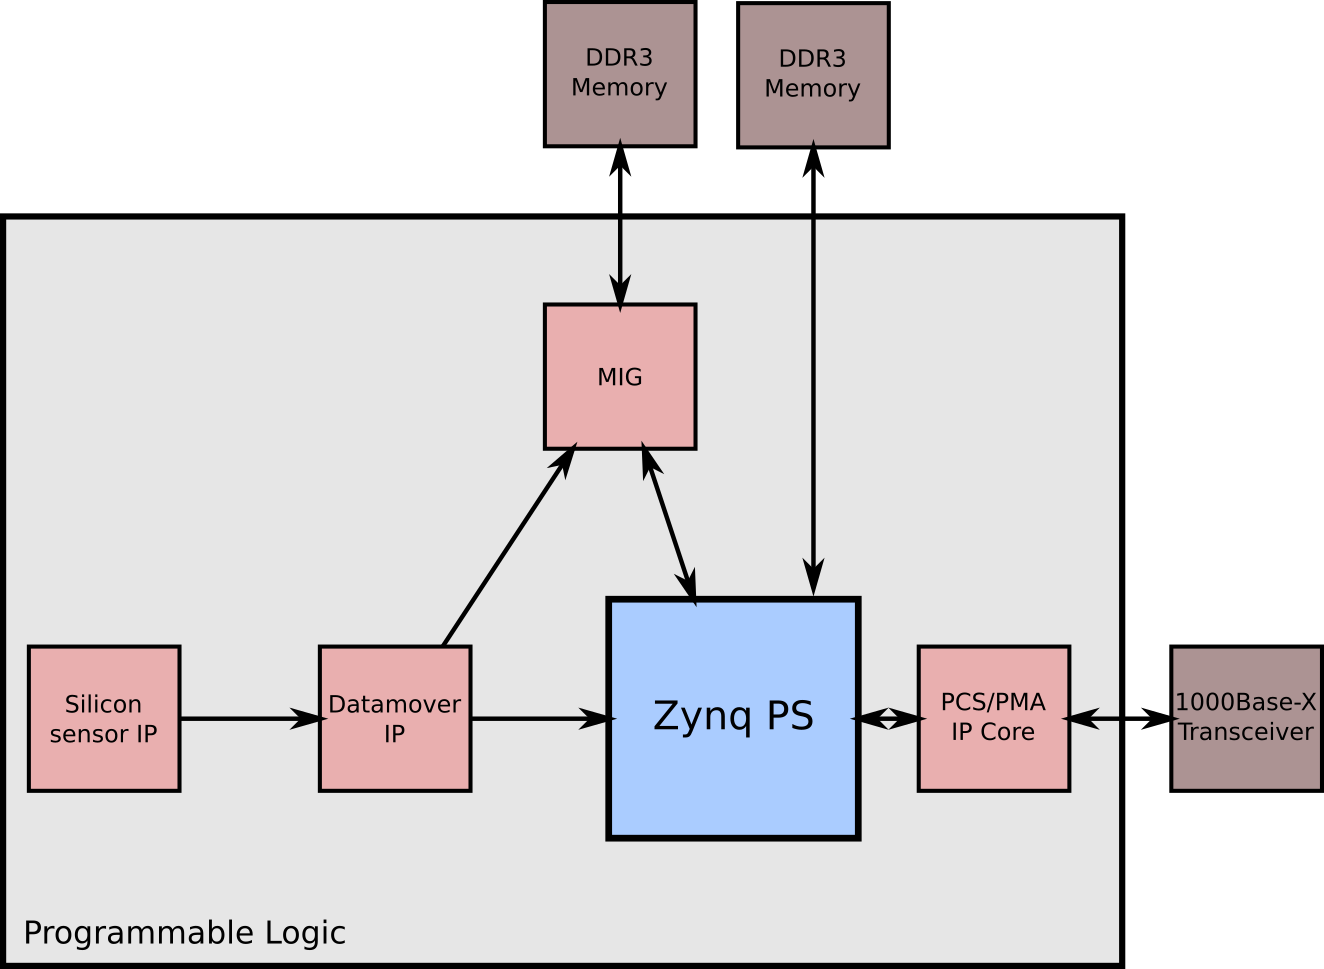 DDR3
Memory
DDR3
Memory
MIG
Silicon
sensor IP
Datamover
IP
Zynq PS
PCS/PMA
IP Core
1000Base-X
Transceiver
Programmable Logic